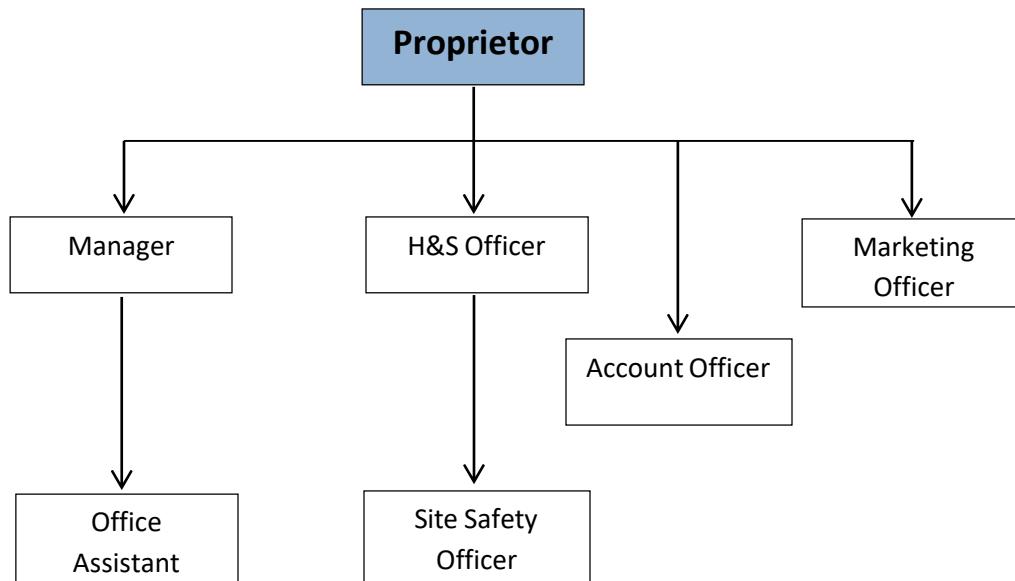 Proprietor
Manager
H&S Officer
Marketing
Officer
Account Officer
Office
Assistant
Site Safety
Officer